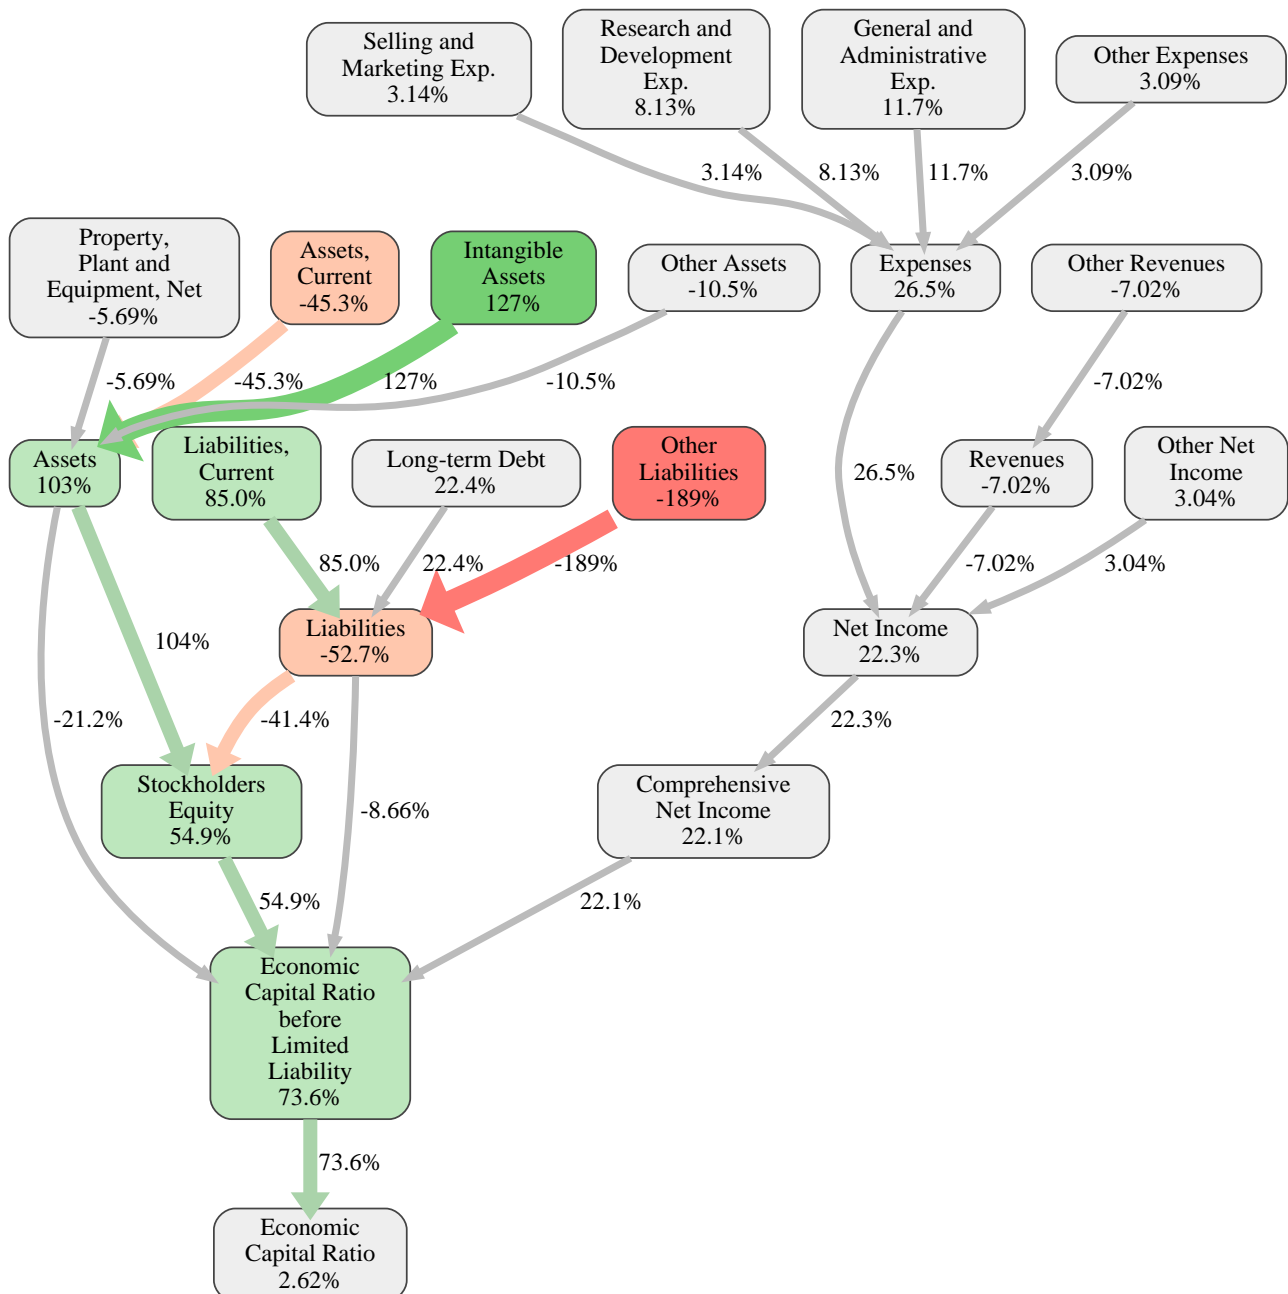 Selling and
Marketing Exp.
3.14%
Research and
Development
Exp.
8.13%
General and
Administrative
Exp.
11.7%
Other Expenses
3.09%
3.14%
8.13%
11.7%
3.09%
Property,
Plant and
Equipment, Net
-5.69%
Assets,
Current
-45.3%
Intangible
Assets
127%
Other Assets
-10.5%
Expenses
26.5%
Other Revenues
-7.02%
-5.69%
-45.3%
127%
-10.5%
-7.02%
Assets
103%
Liabilities,
Current
85.0%
Long-term Debt
22.4%
Other
Liabilities
-189%
26.5%
Revenues
-7.02%
Other Net
Income
3.04%
85.0%
22.4%
-189%
-7.02%
3.04%
104%
Liabilities
-52.7%
Net Income
22.3%
-21.2%
-41.4%
22.3%
Stockholders
Equity
54.9%
-8.66%
Comprehensive
Net Income
22.1%
54.9%
22.1%
Economic
Capital Ratio
before
Limited
Liability
73.6%
73.6%
Economic
Capital Ratio
2.62%